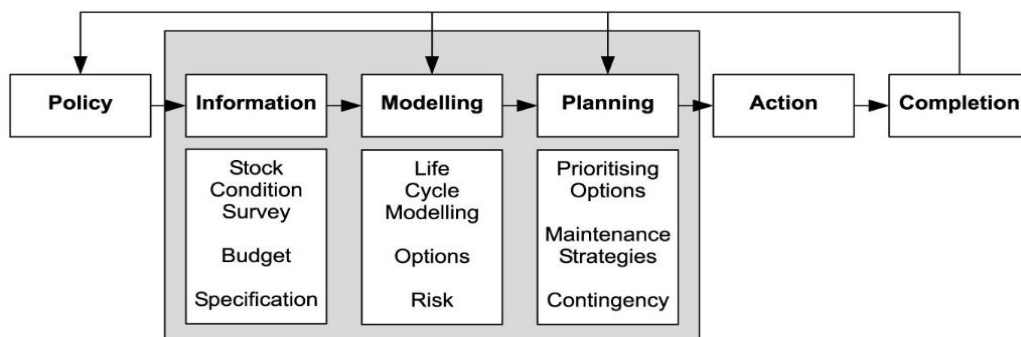 Policy
Information
Modelling
Planning
Action
Completion
Stock
Condition
Survey
Budget
Specification
Life
Cycle
Modelling
Options
Risk
Prioritising
Options
Maintenance
Strategies
Contingency